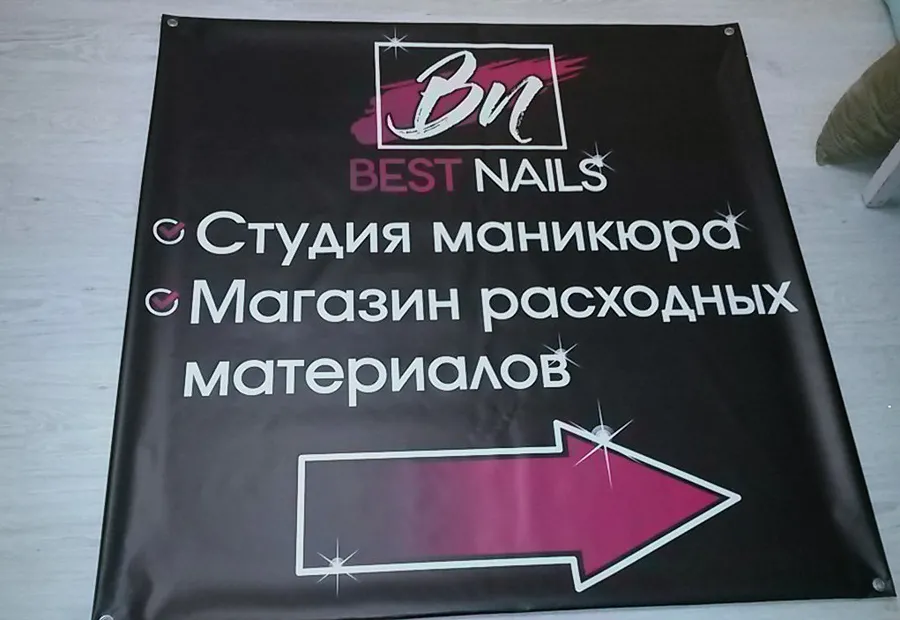 Bn
BEST NAILS
Студия маникюра
Магазин расходных
материалов